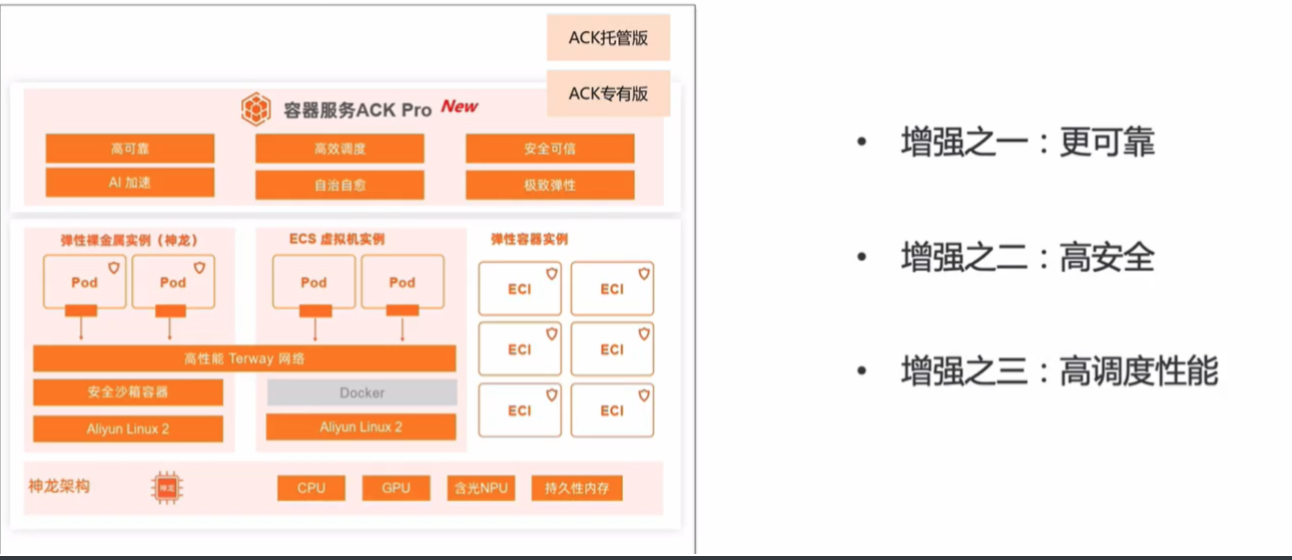 ACK托管版
ACK专有版
容器服务ACK Pro New
高可靠 高效调度 安全可信
AI 加速 自治自愈 极致弹性
弹性裸金属实例（神龙） ECS 虚拟机实例 弹性容器实例
Pod Pod Pod Pod ECI ECI
高性能 Terway 网络 ECI ECI
安全沙箱容器 Docker
Aliyun Linux 2 Aliyun Linux 2 ECI ECI
神龙架构 神龙 CPU GPU 含光NPU 持久性内存
• 增强之一：更可靠
• 增强之二：高安全
• 增强之三：高调度性能